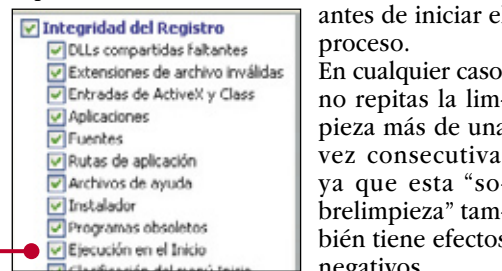 Integridad del Registro
DLLs compartidas faltantes
Extensiones de archivo inválidas
Entradas de ActiveX y Class
Aplicaciones
Fuentes
Rutas de aplicación
Archivos de ayuda
Instalador
Programas obsoletos
Ejecución en el Inicio
antes de iniciar el
proceso.
En cualquier caso
no repitas la lim-
pieza más de una
vez consecutiva
ya que esta “so-
brelimpieza” tam-
bién tiene efectos
negativos